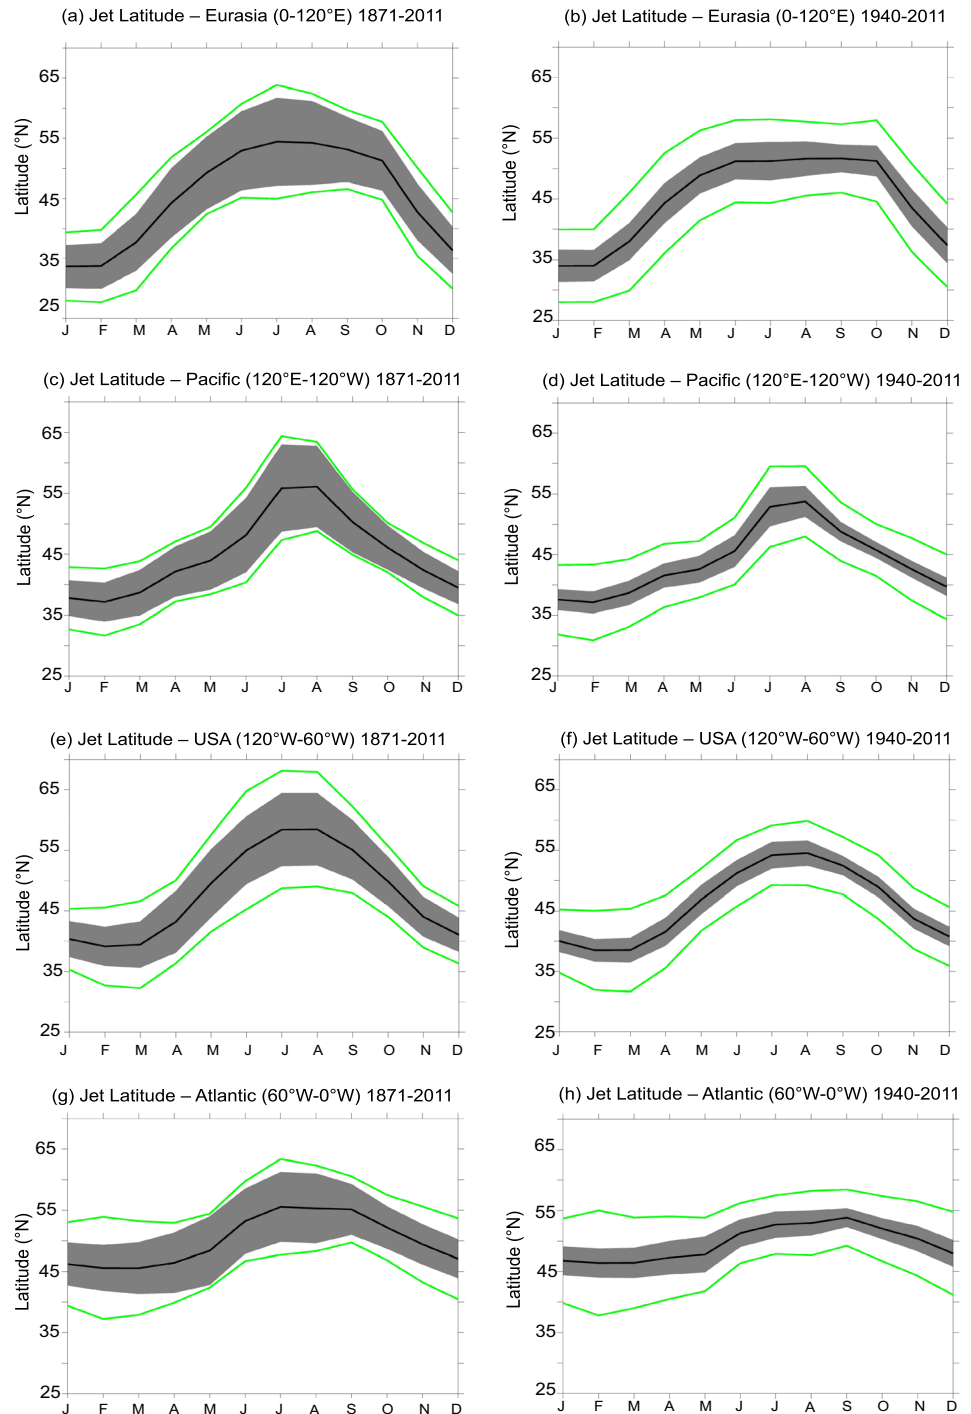 (a) Jet Latitude – Eurasia (0-120°E) 1871-2011
65
55
45
35
25
Latitude (°N)
J F M A M J J A S O N D
(b) Jet Latitude – Eurasia (0-120°E) 1940-2011
65
55
45
35
25
Latitude (°N)
J F M A M J J A S O N D
(c) Jet Latitude – Pacific (120°E-120°W) 1871-2011
65
55
45
35
25
Latitude (°N)
J F M A M J J A S O N D
(d) Jet Latitude – Pacific (120°E-120°W) 1940-2011
65
55
45
35
25
Latitude (°N)
J F M A M J J A S O N D
(e) Jet Latitude – USA (120°W-60°W) 1871-2011
65
55
45
35
25
Latitude (°N)
J F M A M J J A S O N D
(f) Jet Latitude – USA (120°W-60°W) 1940-2011
65
55
45
35
25
Latitude (°N)
J F M A M J J A S O N D
(g) Jet Latitude – Atlantic (60°W-0°W) 1871-2011
65
55
45
35
25
Latitude (°N)
J F M A M J J A S O N D
(h) Jet Latitude – Atlantic (60°W-0°W) 1940-2011
65
55
45
35
25
Latitude (°N)
J F M A M J J A S O N D